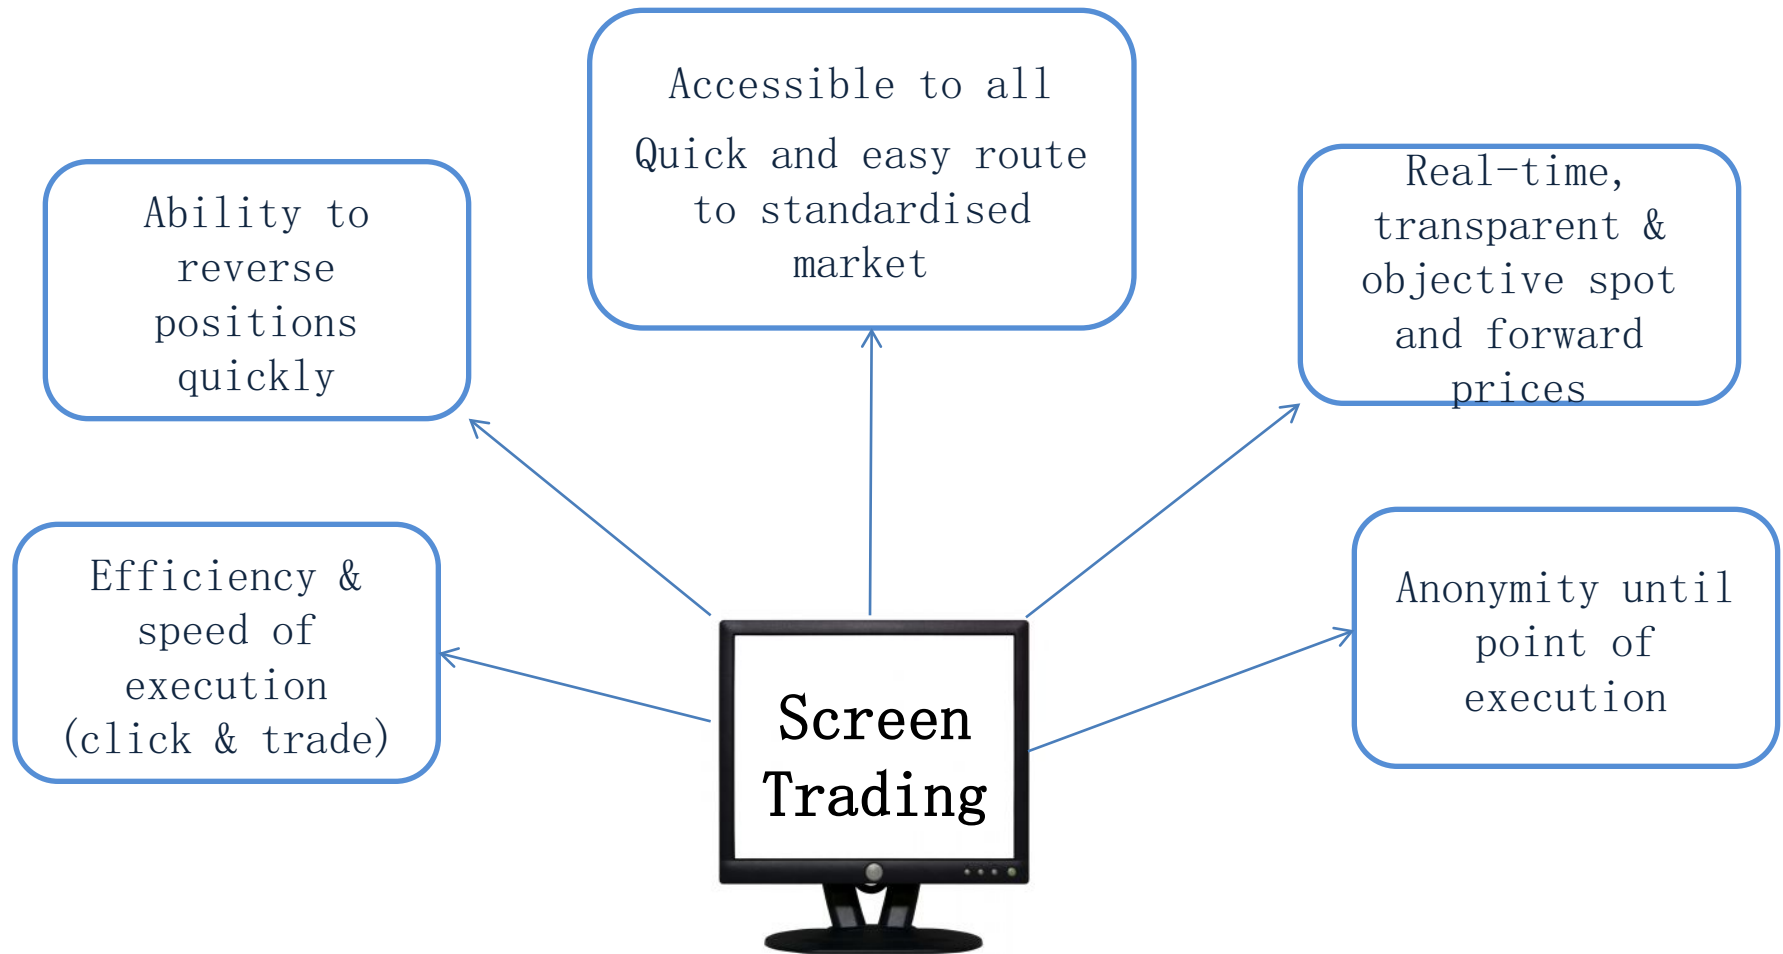 Accessible to all
Quick and easy route
to standardised
market
Ability to
reverse
positions
quickly
Real-time,
transparent &
objective spot
and forward
prices
Efficiency &
speed of
execution
(click & trade)
Anonymity until
point of
execution
Screen
Trading